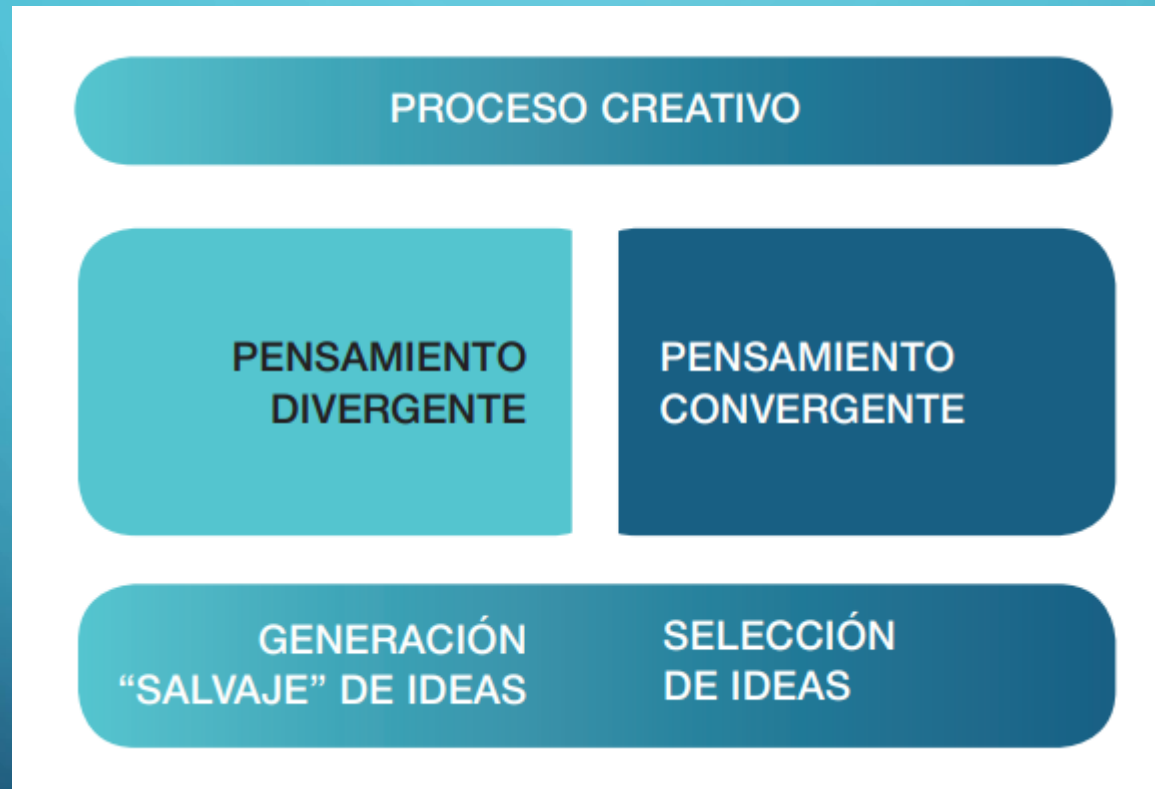 PROCESO CREATIVO
PENSAMIENTO
DIVERGENTE
PENSAMIENTO
CONVERGENTE
GENERACIÓN
“SALVAJE” DE IDEAS
SELECCIÓN
DE IDEAS